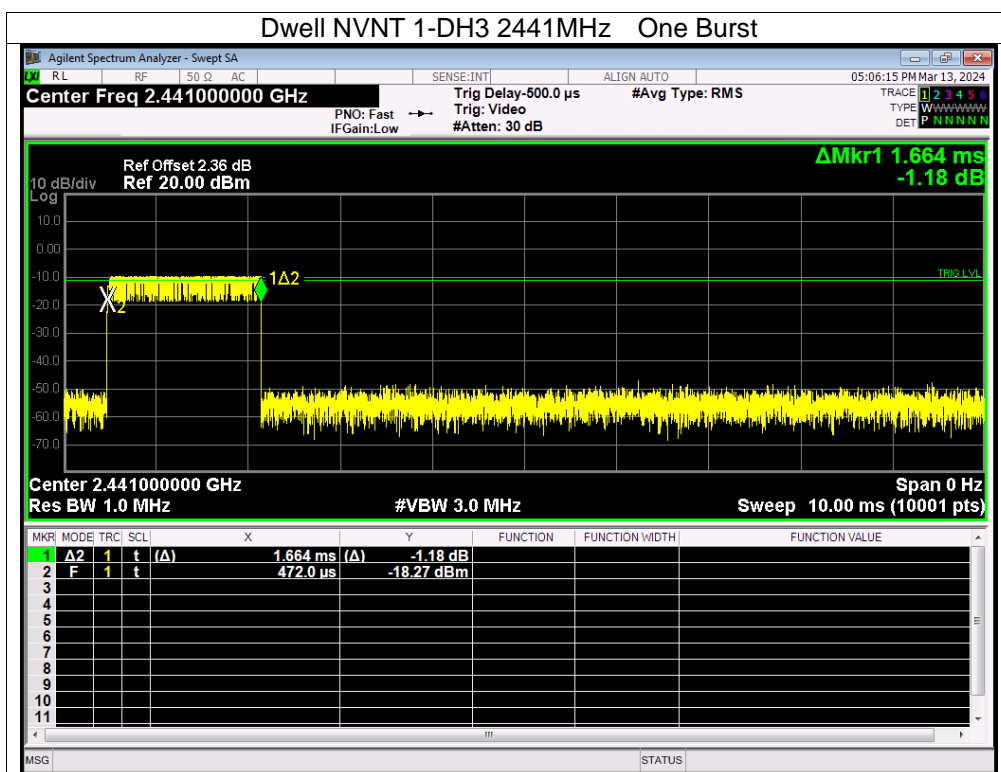 Dwell NVNT 1-DH3 2441MHz One Burst
Agilent Spectrum Analyzer - Swept SA
LXI RL RF 50 Ω AC SENSE:INT ALIGN AUTO 05:06:15 PM Mar 13, 2024
Center Freq 2.441000000 GHz Trig Delay-500.0 µs #Avg Type: RMS TRACE 1 2 3 4 5 6
PNO: Fast Trig: Video TYPE WWWWWW
IFGain:Low #Atten: 30 dB DET P N N N N N
ΔMkr1 1.664 ms
Ref Offset 2.36 dB -1.18 dB
10 dB/div Ref 20.00 dBm
Log
10.0
0.00
-10.0 1Δ2 TRIG LVL
-20.0 2
-30.0
-40.0
-50.0
-60.0
-70.0
Center 2.441000000 GHz Span 0 Hz
Res BW 1.0 MHz #VBW 3.0 MHz Sweep 10.00 ms (10001 pts)
MKR MODE TRC SCL X Y FUNCTION FUNCTION WIDTH FUNCTION VALUE
1 Δ2 1 t (Δ) 1.664 ms (Δ) -1.18 dB
2 F 1 t 472.0 µs -18.27 dBm
3
4
5
6
7
8
9
10
11
MSG STATUS